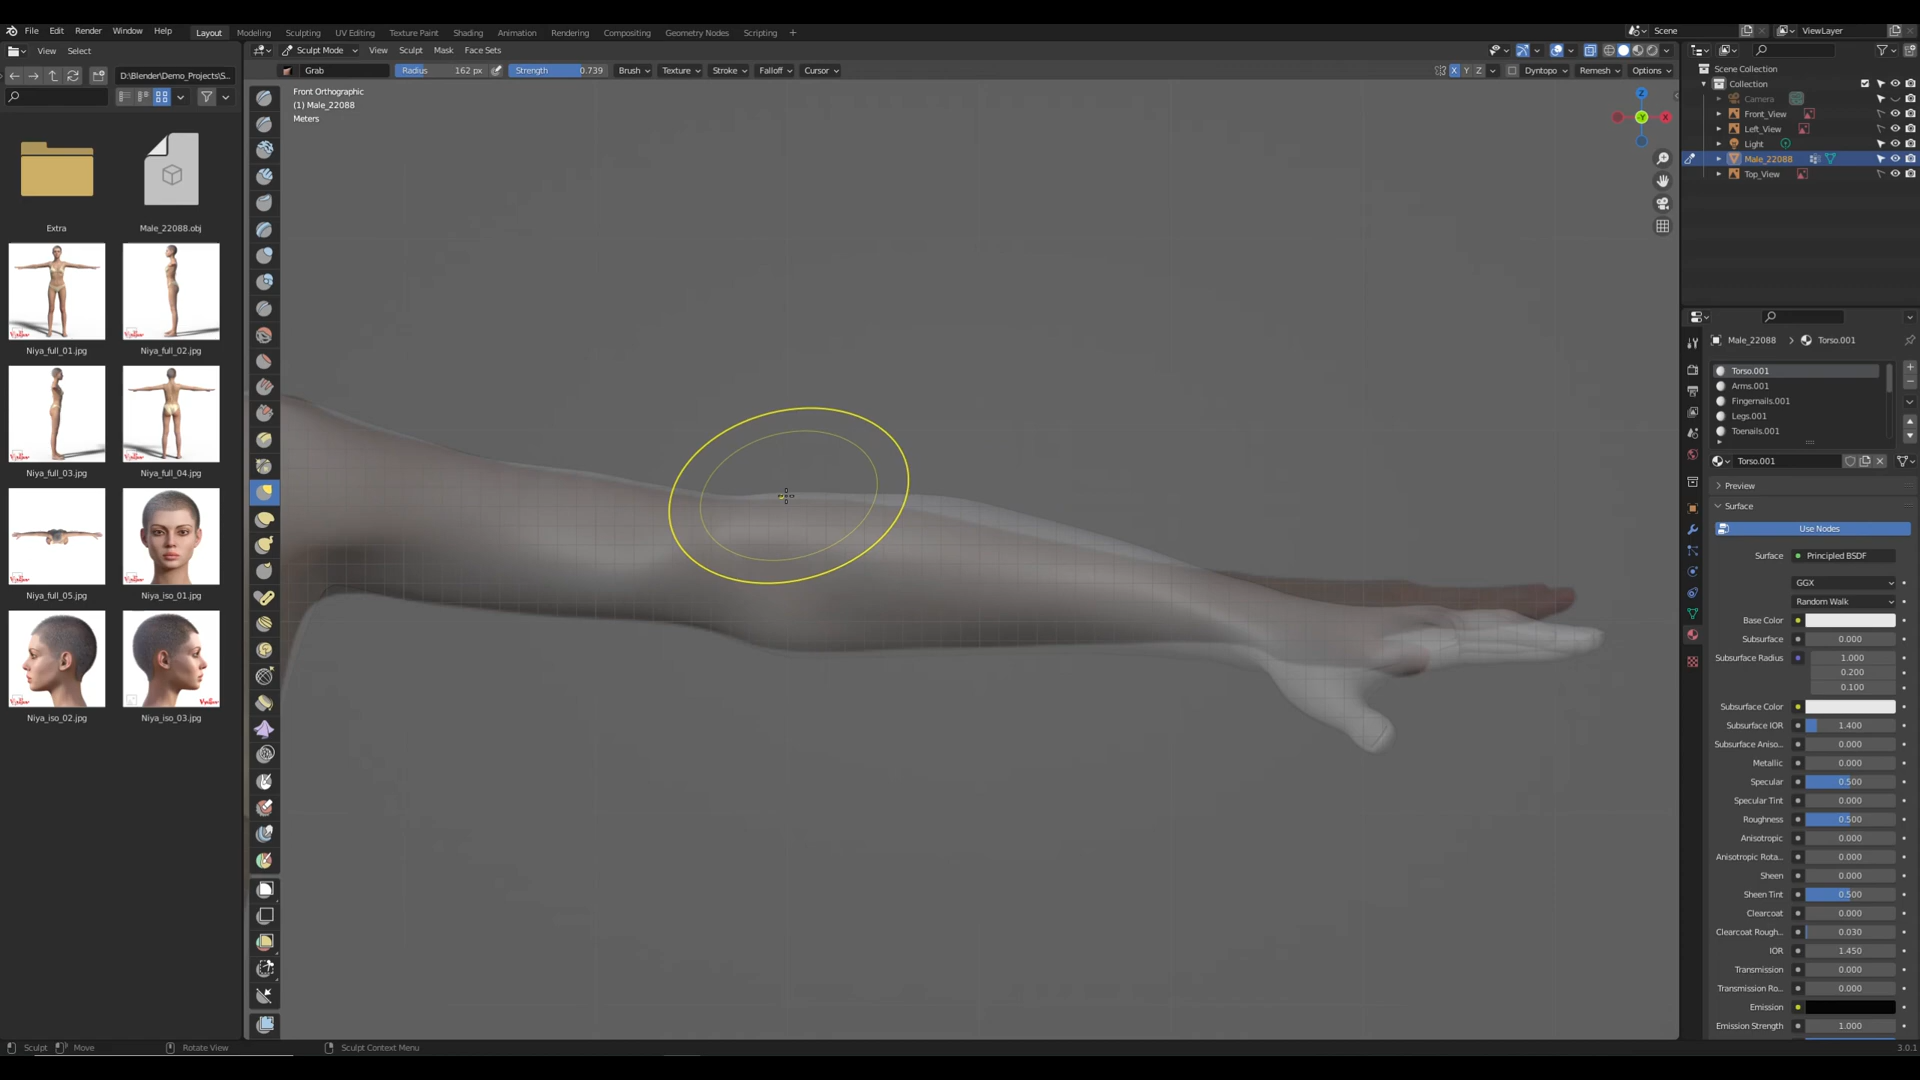 File Edit Render Window Help Layout Modeling Sculpting UV Editing Texture Paint Shading Animation Rendering Compositing Geometry Nodes Scripting + Scene ViewLayer
View Select Sculpt Mode View Sculpt Mask Face Sets
D:\Blender\Demo_Projects\S... Grab Radius 162 px Strength 0.739 Brush Texture Stroke Falloff Cursor X Y Z Dyntopo Remesh Options
Front Orthographic
(1) Male_22088
Meters
Extra Male_22088.obj
Niya_full_01.jpg Niya_full_02.jpg
Niya_full_03.jpg Niya_full_04.jpg
Niya_full_05.jpg Niya_iso_01.jpg
Niya_iso_02.jpg Niya_iso_03.jpg
Z
Y X
Scene Collection
Collection
Camera
Front_View
Left_View
Light
Male_22088
Top_View
Male_22088 > Torso.001
Torso.001
Arms.001
Fingernails.001
Legs.001
Toenails.001
Torso.001
Preview
Surface
Use Nodes
Surface Principled BSDF
GGX
Random Walk
Base Color
Subsurface 0.000
Subsurface Radius 1.000
0.200
0.100
Subsurface Color
Subsurface IOR 1.400
Subsurface Aniso... 0.000
Metallic 0.000
Specular 0.500
Specular Tint 0.000
Roughness 0.500
Anisotropic 0.000
Anisotropic Rota... 0.000
Sheen 0.000
Sheen Tint 0.500
Clearcoat 0.000
Clearcoat Rough... 0.030
IOR 1.450
Transmission 0.000
Transmission Ro... 0.000
Emission
Emission Strength 1.000
Sculpt Move Rotate View Sculpt Context Menu 3.0.1